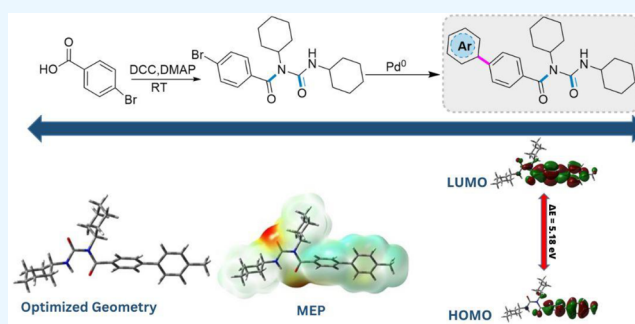 Br
HO
O
Br
DCC,DMAP
RT
N
H
N
O
O
Pd⁰
Ar
N
H
N
O
O
LUMO
ΔE = 5.18 eV
HOMO
Optimized Geometry
MEP